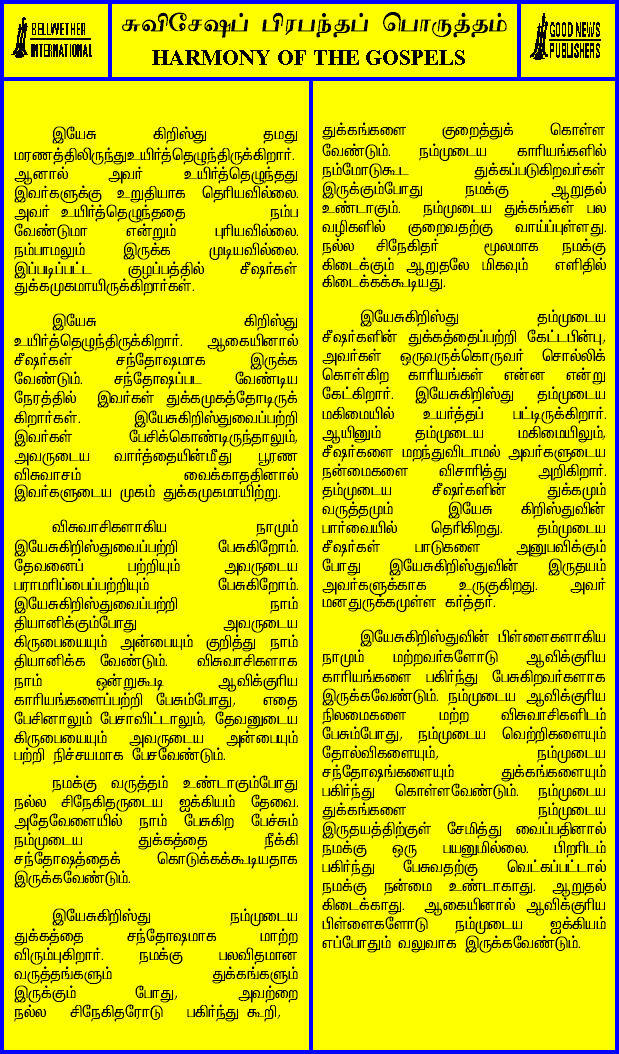 BELLWETHER
INTERNATIONAL
சுவிசேஷப் பிரபந்தப் பொருத்தம்
HARMONY OF THE GOSPELS
GOOD NEWS
PUBLISHERS
இயேசு கிறிஸ்து தமது
மரணத்திலிருந்துஉயிர்த்தெழுந்திருக்கிறார்.
ஆனால் அவர் உயிர்த்தெழுந்தது
இவர்களுக்கு உறுதியாக தெரியவில்லை.
அவர் உயிர்த்தெழுந்ததை நம்ப
வேண்டுமா என்றும் புரியவில்லை.
நம்பாமலும் இருக்க முடியவில்லை.
இப்படிப்பட்ட குழப்பத்தில் சீஷர்கள்
துக்கமுகமாயிருக்கிறார்கள்.
இயேசு கிறிஸ்து
உயிர்த்தெழுந்திருக்கிறார். ஆகையினால்
சீஷர்கள் சந்தோஷமாக இருக்க
வேண்டும். சந்தோஷப்பட வேண்டிய
நேரத்தில் இவர்கள் துக்கமுகத்தோடிருக்
கிறார்கள். இயேசுகிறிஸ்துவைப்பற்றி
இவர்கள் பேசிக்கொண்டிருந்தாலும்,
அவருடைய வார்த்தையின்மீது பூரண
விசுவாசம் வைக்காததினால்
இவர்களுடைய முகம் துக்கமுகமாயிற்று.
விசுவாசிகளாகிய நாமும்
இயேசுகிறிஸ்துவைப்பற்றி பேசுகிறோம்.
தேவனைப் பற்றியும் அவருடைய
பராமரிப்பைப்பற்றியும் பேசுகிறோம்.
இயேசுகிறிஸ்துவைப்பற்றி நாம்
தியானிக்கும்போது அவருடைய
கிருபையையும் அன்பையும் குறித்து நாம்
தியானிக்க வேண்டும். விசுவாசிகளாக
நாம் ஒன்றுகூடி ஆவிக்குரிய
காரியங்களைப்பற்றி பேசும்போது, எதை
பேசினாலும் பேசாவிட்டாலும், தேவனுடைய
கிருபையையும் அவருடைய அன்பையும்
பற்றி நிச்சயமாக பேசவேண்டும்.
நமக்கு வருத்தம் உண்டாகும்போது
நல்ல சிநேகிதருடைய ஐக்கியம் தேவை.
அதேவேளையில் நாம் பேசுகிற பேச்சும்
நம்முடைய துக்கத்தை நீக்கி
சந்தோஷத்தைக் கொடுக்கக்கூடியதாக
இருக்கவேண்டும்.
இயேசுகிறிஸ்து நம்முடைய
துக்கத்தை சந்தோஷமாக மாற்ற
விரும்புகிறார். நமக்கு பலவிதமான
வருத்தங்களும் துக்கங்களும்
இருக்கும் போது, அவற்றை
நல்ல சிநேகிதரோடு பகிர்ந்து கூறி,
துக்கங்களை குறைத்துக் கொள்ள
வேண்டும். நம்முடைய காரியங்களில்
நம்மோடுகூட துக்கப்படுகிறவர்கள்
இருக்கும்போது நமக்கு ஆறுதல்
உண்டாகும். நம்முடைய துக்கங்கள் பல
வழிகளில் குறைவதற்கு வாய்ப்புள்ளது.
நல்ல சிநேகிதர் மூலமாக நமக்கு
கிடைக்கும் ஆறுதலே மிகவும் எளிதில்
கிடைக்கக்கூடியது.
இயேசுகிறிஸ்து தம்முடைய
சீஷர்களின் துக்கத்தைப்பற்றி கேட்டபின்பு,
அவர்கள் ஒருவருக்கொருவர் சொல்லிக்
கொள்கிற காரியங்கள் என்ன என்று
கேட்கிறார். இயேசுகிறிஸ்து தம்முடைய
மகிமையில் உயர்த்தப் பட்டிருக்கிறார்.
ஆயினும் தம்முடைய மகிமையிலும்,
சீஷர்களை மறந்துவிடாமல் அவர்களுடைய
நன்மைகளை விசாரித்து அறிகிறார்.
தம்முடைய சீஷர்களின் துக்கமும்
வருத்தமும் இயேசு கிறிஸ்துவின்
பார்வையில் தெரிகிறது. தம்முடைய
சீஷர்கள் பாடுகளை அனுபவிக்கும்
போது இயேசுகிறிஸ்துவின் இருதயம்
அவர்களுக்காக உருகுகிறது. அவர்
மனதுருக்கமுள்ள கர்த்தர்.
இயேசுகிறிஸ்துவின் பிள்ளைகளாகிய
நாமும் மற்றவர்களோடு ஆவிக்குரிய
காரியங்களை பகிர்ந்து பேசுகிறவர்களாக
இருக்கவேண்டும். நம்முடைய ஆவிக்குரிய
நிலமைகளை மற்ற விசுவாசிகளிடம்
பேசும்போது, நம்முடைய வெற்றிகளையும்
தோல்விகளையும், நம்முடைய
சந்தோஷங்களையும் துக்கங்களையும்
பகிர்ந்து கொள்ளவேண்டும். நம்முடைய
துக்கங்களை நம்முடைய
இருதயத்திற்குள் சேமித்து வைப்பதினால்
நமக்கு ஒரு பயனுமில்லை. பிறரிடம்
பகிர்ந்து பேசுவதற்கு வெட்கப்பட்டால்
நமக்கு நன்மை உண்டாகாது. ஆறுதல்
கிடைக்காது. ஆகையினால் ஆவிக்குரிய
பிள்ளைகளோடு நம்முடைய ஐக்கியம்
எப்போதும் வலுவாக இருக்கவேண்டும்.